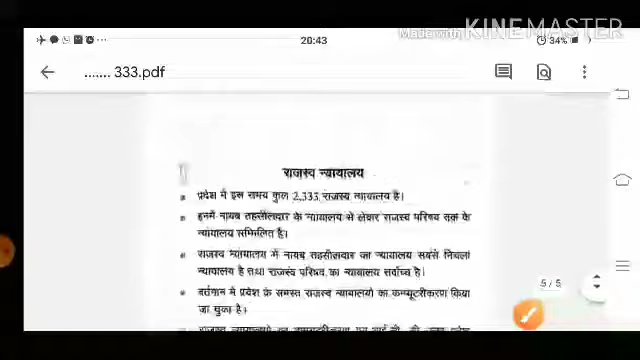 Made with KINEMASTER
20:43
34%
....... 333.pdf
राजस्व न्यायालय
प्रदेश में इस समय कुल 2,333 राजस्व न्यायालय है।
इनमें नायब तहसीलदार के न्यायालय से लेकर राजस्व परिषद तक के
न्यायालय सम्मिलित है।
राजस्व न्यायालय में नायब तहसीलदार का न्यायालय सबसे निचला
न्यायालय है तथा राजस्व परिषद का न्यायालय सर्वोच्च है।
5/5
वर्तमान में प्रदेश के समस्त राजस्व न्यायालयों का कम्प्यूटरीकरण किया
जा चुका है।